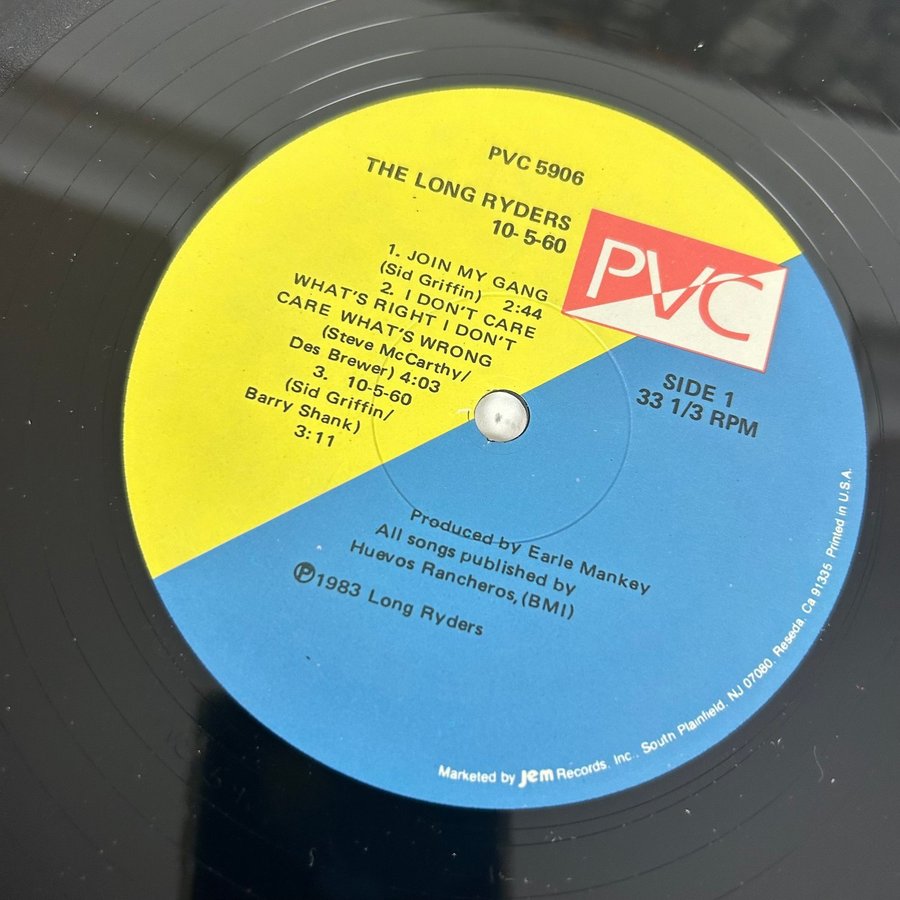 PVC 5906
THE LONG RYDERS
10-5-60
1. JOIN MY GANG
(Sid Griffin) 2:44
2. I DON'T CARE
WHAT'S RIGHT I DON'T
CARE WHAT'S WRONG
(Steve McCarthy/
Des Brewer) 4:03
3. 10-5-60
(Sid Griffin/
Barry Shank)
3:11
PVC
SIDE 1
33 1/3 RPM
Produced by Earle Mankey
All songs published by
Huevos Rancheros, (BMI)
Ⓟ1983 Long Ryders
Marketed by Jem Records, Inc., South Plainfield, NJ 07080. Reseda, Ca 91335 Printed in U.S.A.